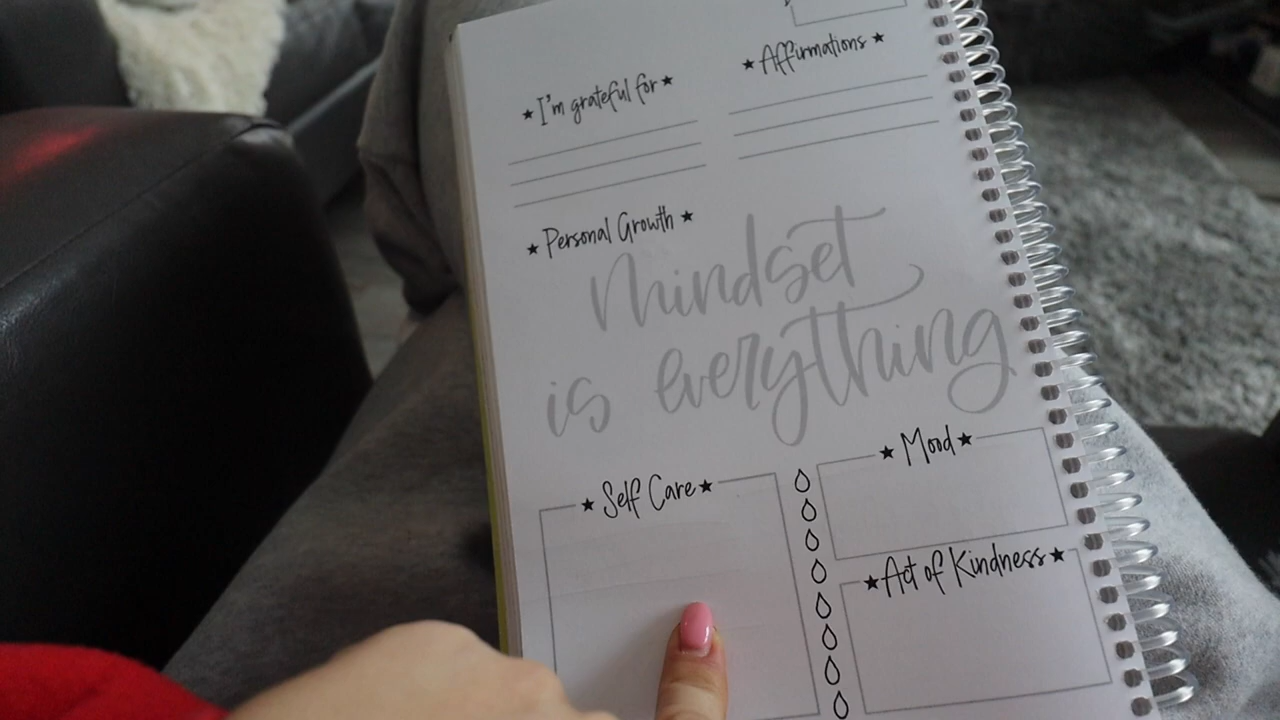 ★ I'm grateful for ★
★ Affirmations ★
★ Personal Growth ★
mindset
is everything
★ Self Care ★
★ Mood ★
★ Act of Kindness ★